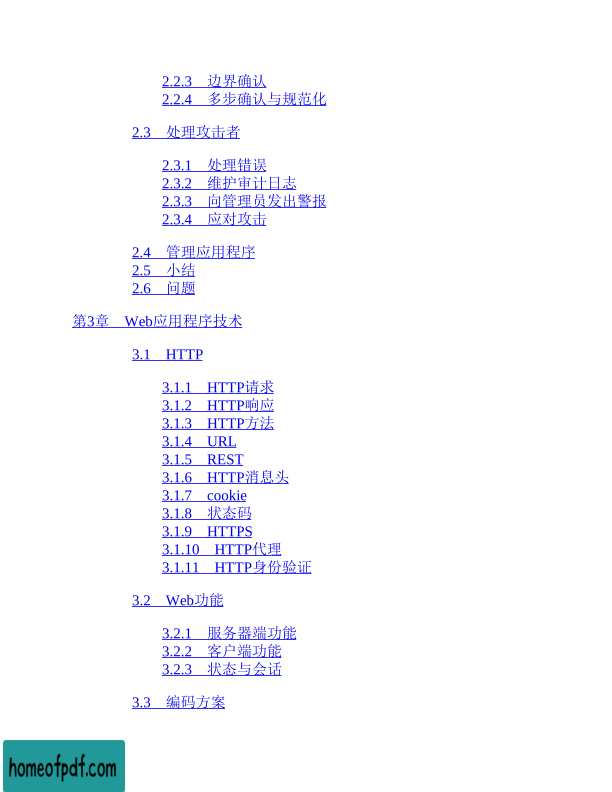 2.2.3　边界确认
2.2.4　多步确认与规范化
2.3　处理攻击者
2.3.1　处理错误
2.3.2　维护审计日志
2.3.3　向管理员发出警报
2.3.4　应对攻击
2.4　管理应用程序
2.5　小结
2.6　问题
第3章　Web应用程序技术
3.1　HTTP
3.1.1　HTTP请求
3.1.2　HTTP响应
3.1.3　HTTP方法
3.1.4　URL
3.1.5　REST
3.1.6　HTTP消息头
3.1.7　cookie
3.1.8　状态码
3.1.9　HTTPS
3.1.10　HTTP代理
3.1.11　HTTP身份验证
3.2　Web功能
3.2.1　服务器端功能
3.2.2　客户端功能
3.2.3　状态与会话
3.3　编码方案
homeofpdf.com